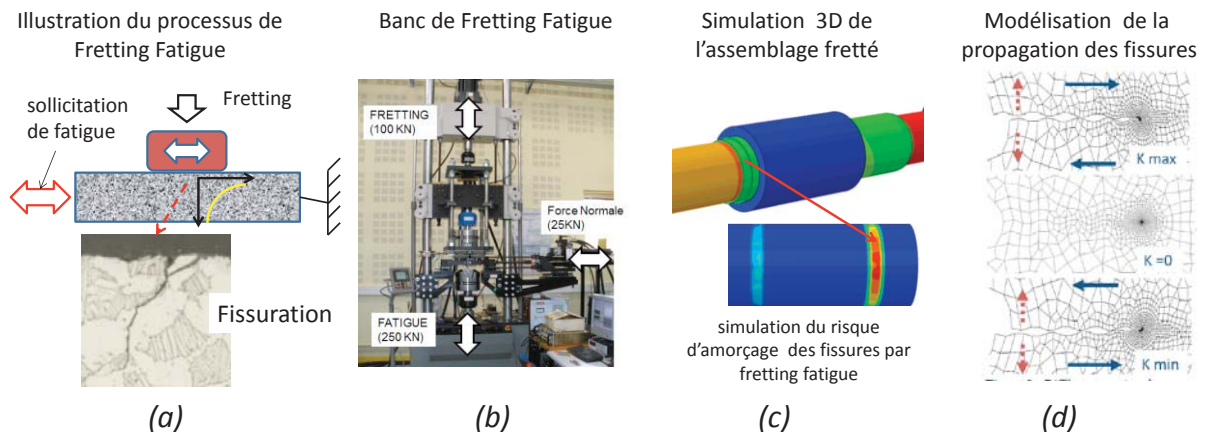 Illustration du processus de
Fretting Fatigue
sollicitation
de fatigue
Fretting
Fissuration
(a)
Banc de Fretting Fatigue
FRETTING
(100 KN)
Force Normale
(25KN)
FATIGUE
(250 KN)
(b)
Simulation 3D de
l’assemblage fretté
simulation du risque
d’amorçage des fissures par
fretting fatigue
(c)
Modélisation de la
propagation des fissures
K max
K =0
K min
(d)